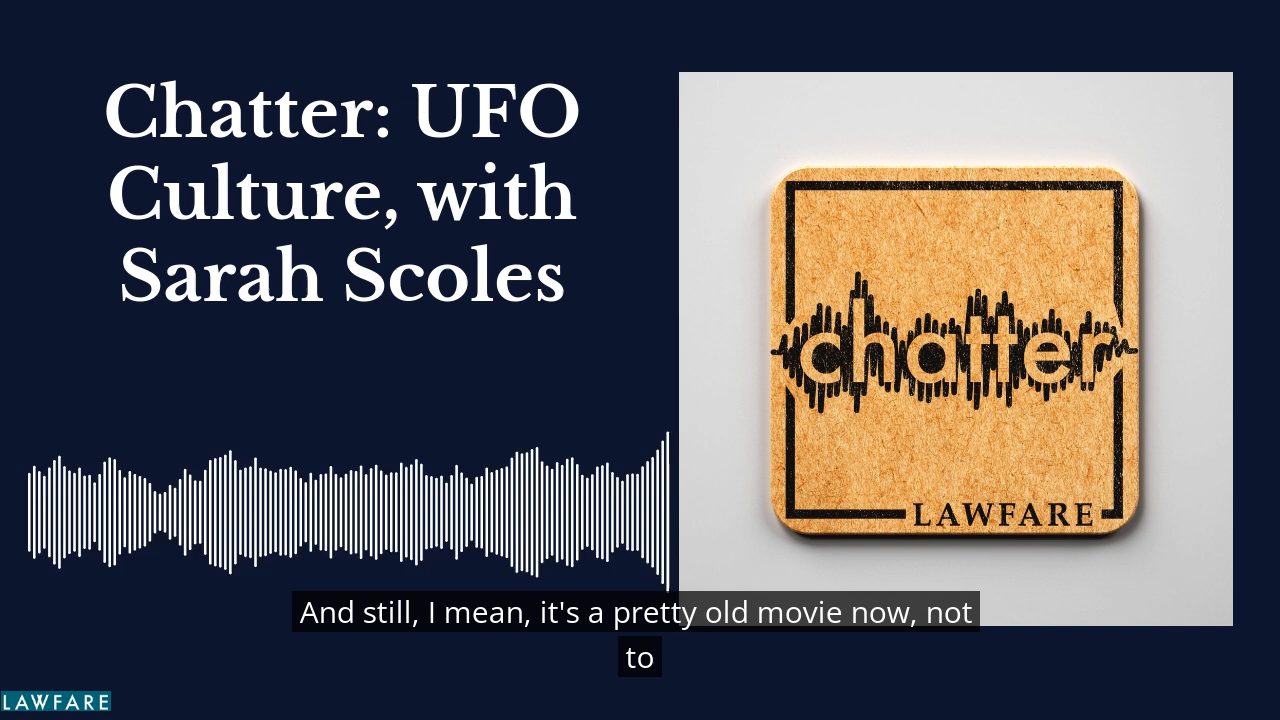 Chatter: UFO
Culture, with
Sarah Scoles
chatter
LAWFARE
And still, I mean, it's a pretty old movie now, not
to
LAWFARE